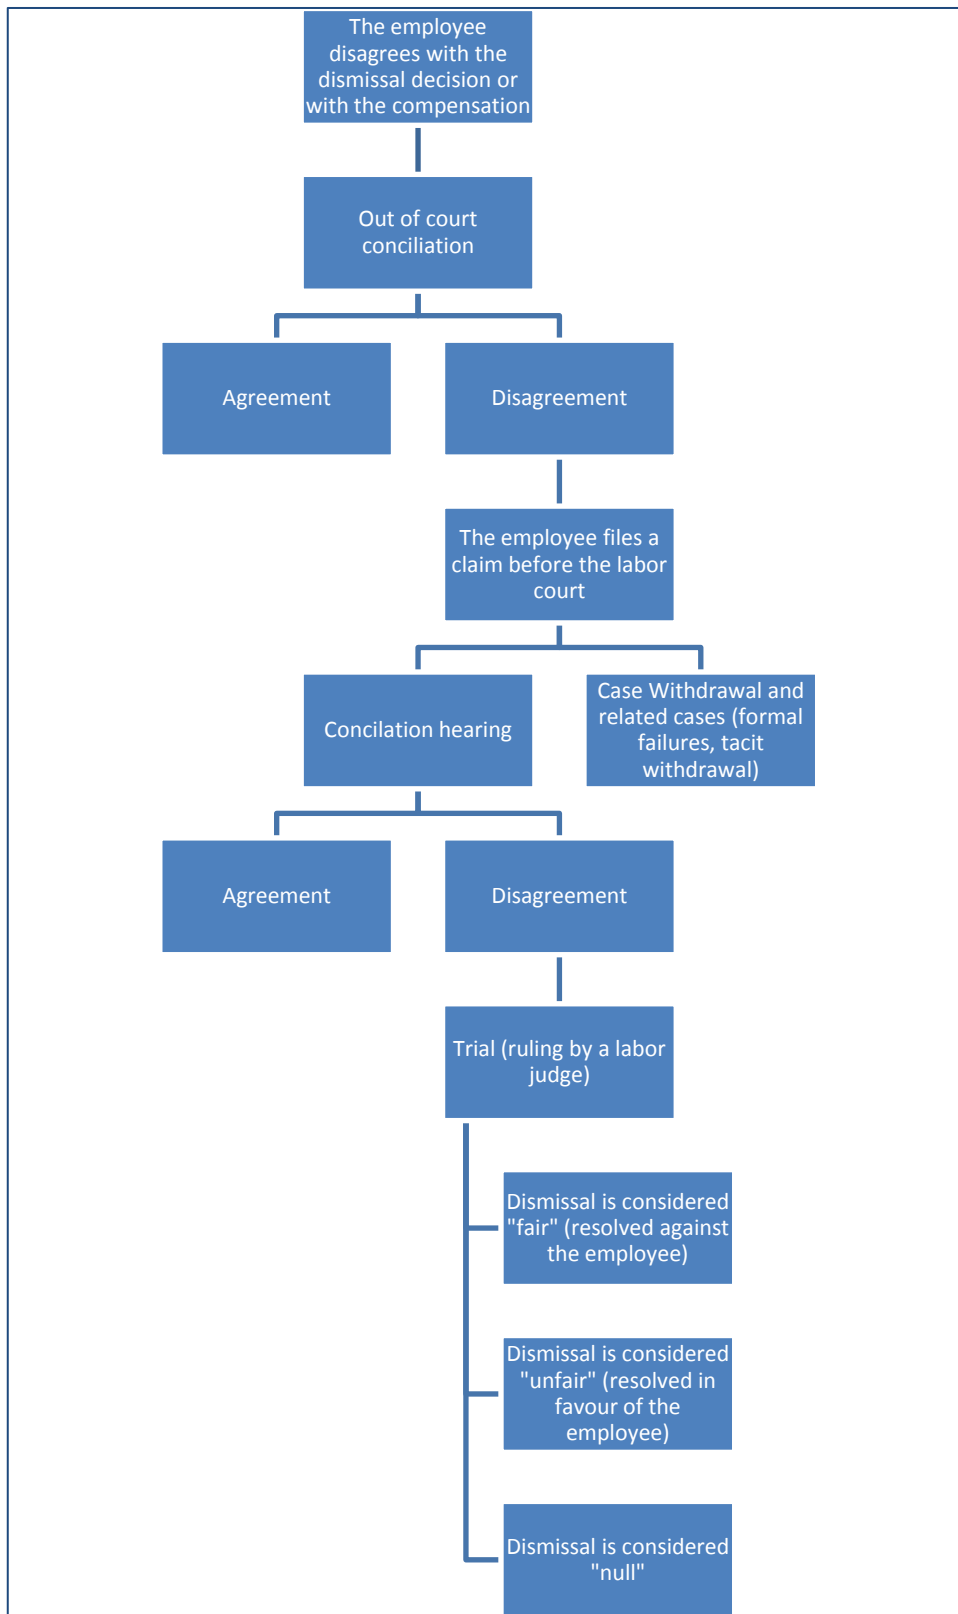 The employee
disagrees with the
dismissal decision or
with the compensation
Out of court
conciliation
Agreement
Disagreement
The employee files a
claim before the labor
court
Concilation hearing
Case Withdrawal and
related cases (formal
failures, tacit
withdrawal)
Agreement
Disagreement
Trial (ruling by a labor
judge)
Dismissal is considered
"fair" (resolved against
the employee)
Dismissal is considered
"unfair" (resolved in
favour of the
employee)
Dismissal is considered
"null"